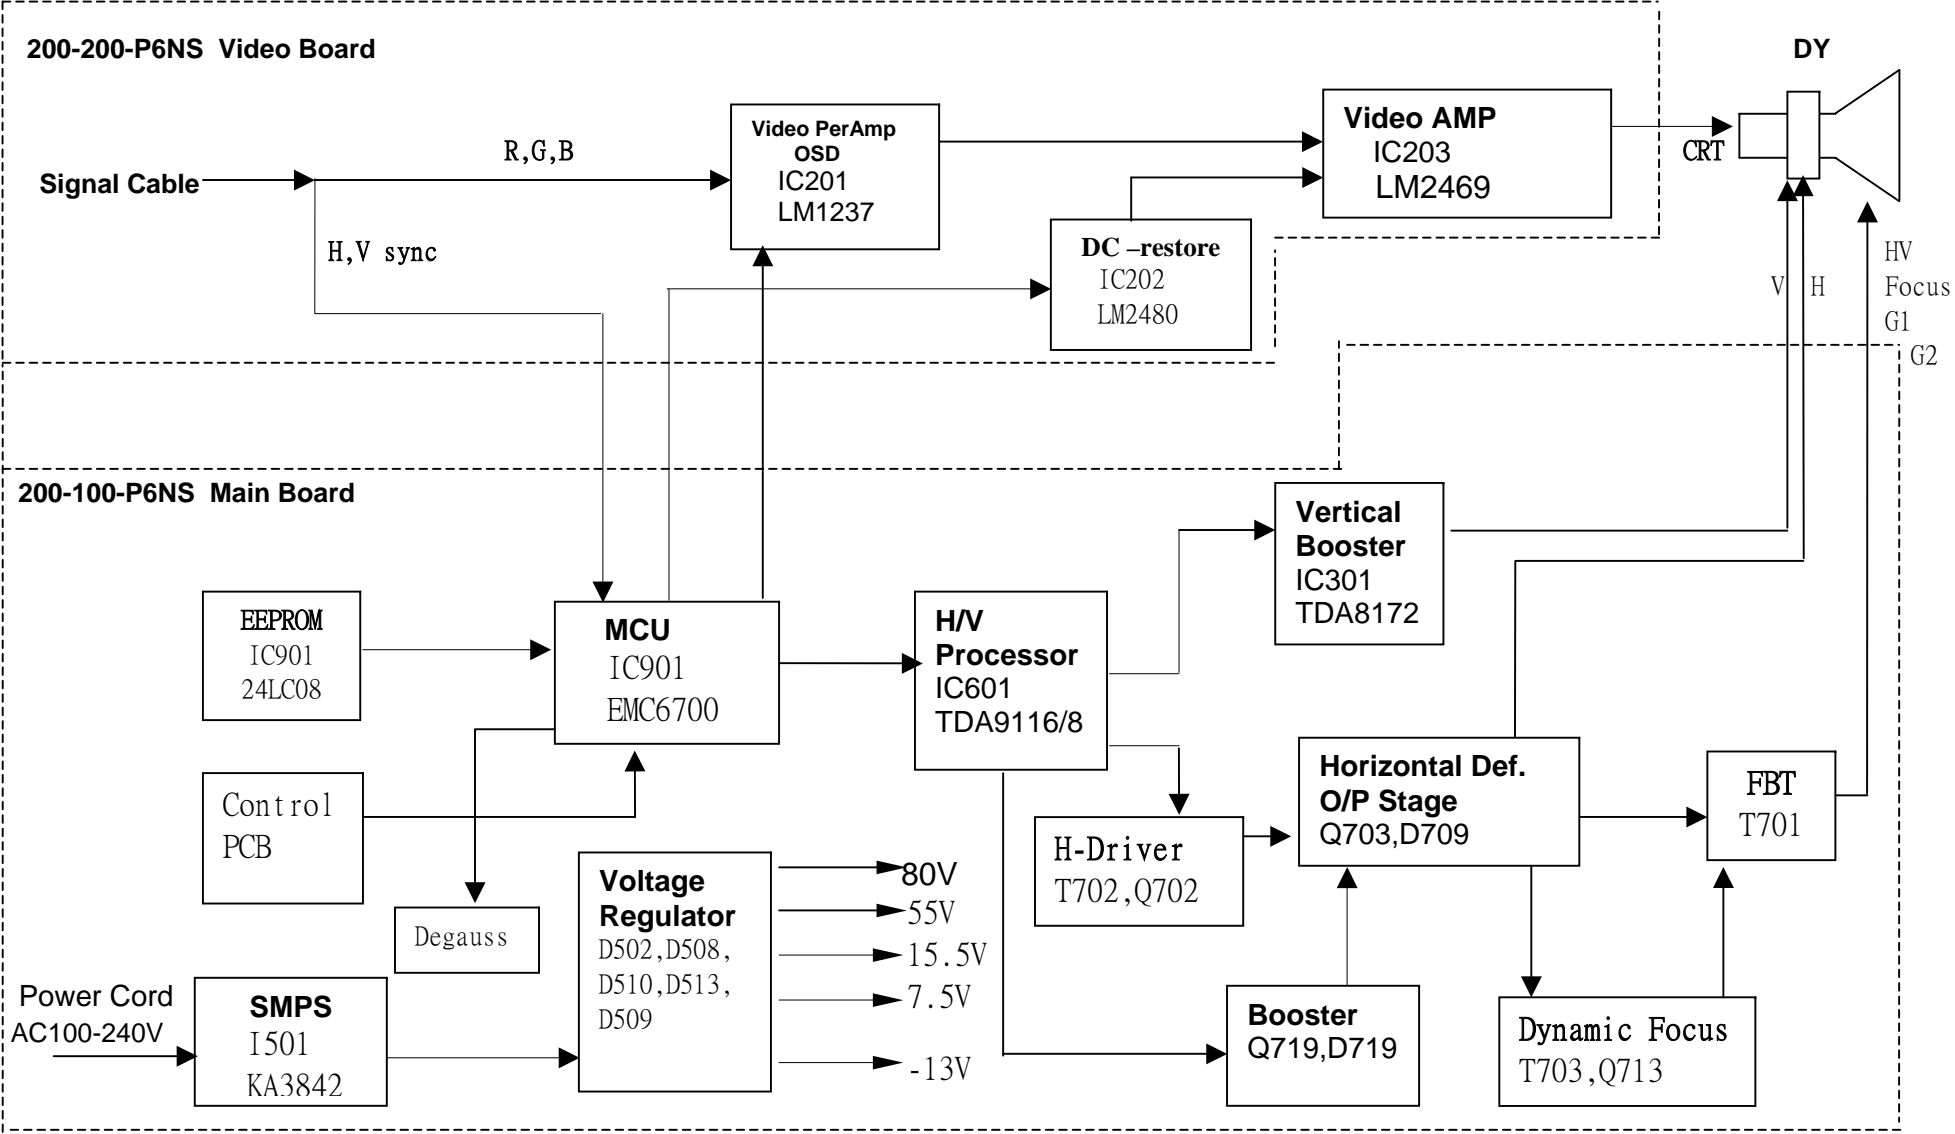 200-200-P6NS Video Board
DY
Signal Cable
R,G,B
H,V sync
Video PerAmp
OSD
IC201
LM1237
Video AMP
IC203
LM2469
CRT
DC –restore
IC202
LM2480
V
H
HV
Focus
G1
G2
200-100-P6NS Main Board
EEPROM
IC901
24LC08
MCU
IC901
EMC6700
H/V
Processor
IC601
TDA9116/8
Vertical
Booster
IC301
TDA8172
Control
PCB
Degauss
Voltage
Regulator
D502,D508,
D510,D513,
D509
80V
55V
15.5V
7.5V
-13V
H-Driver
T702,Q702
Horizontal Def.
O/P Stage
Q703,D709
FBT
T701
Power Cord
AC100-240V
SMPS
I501
KA3842
Booster
Q719,D719
Dynamic Focus
T703,Q713